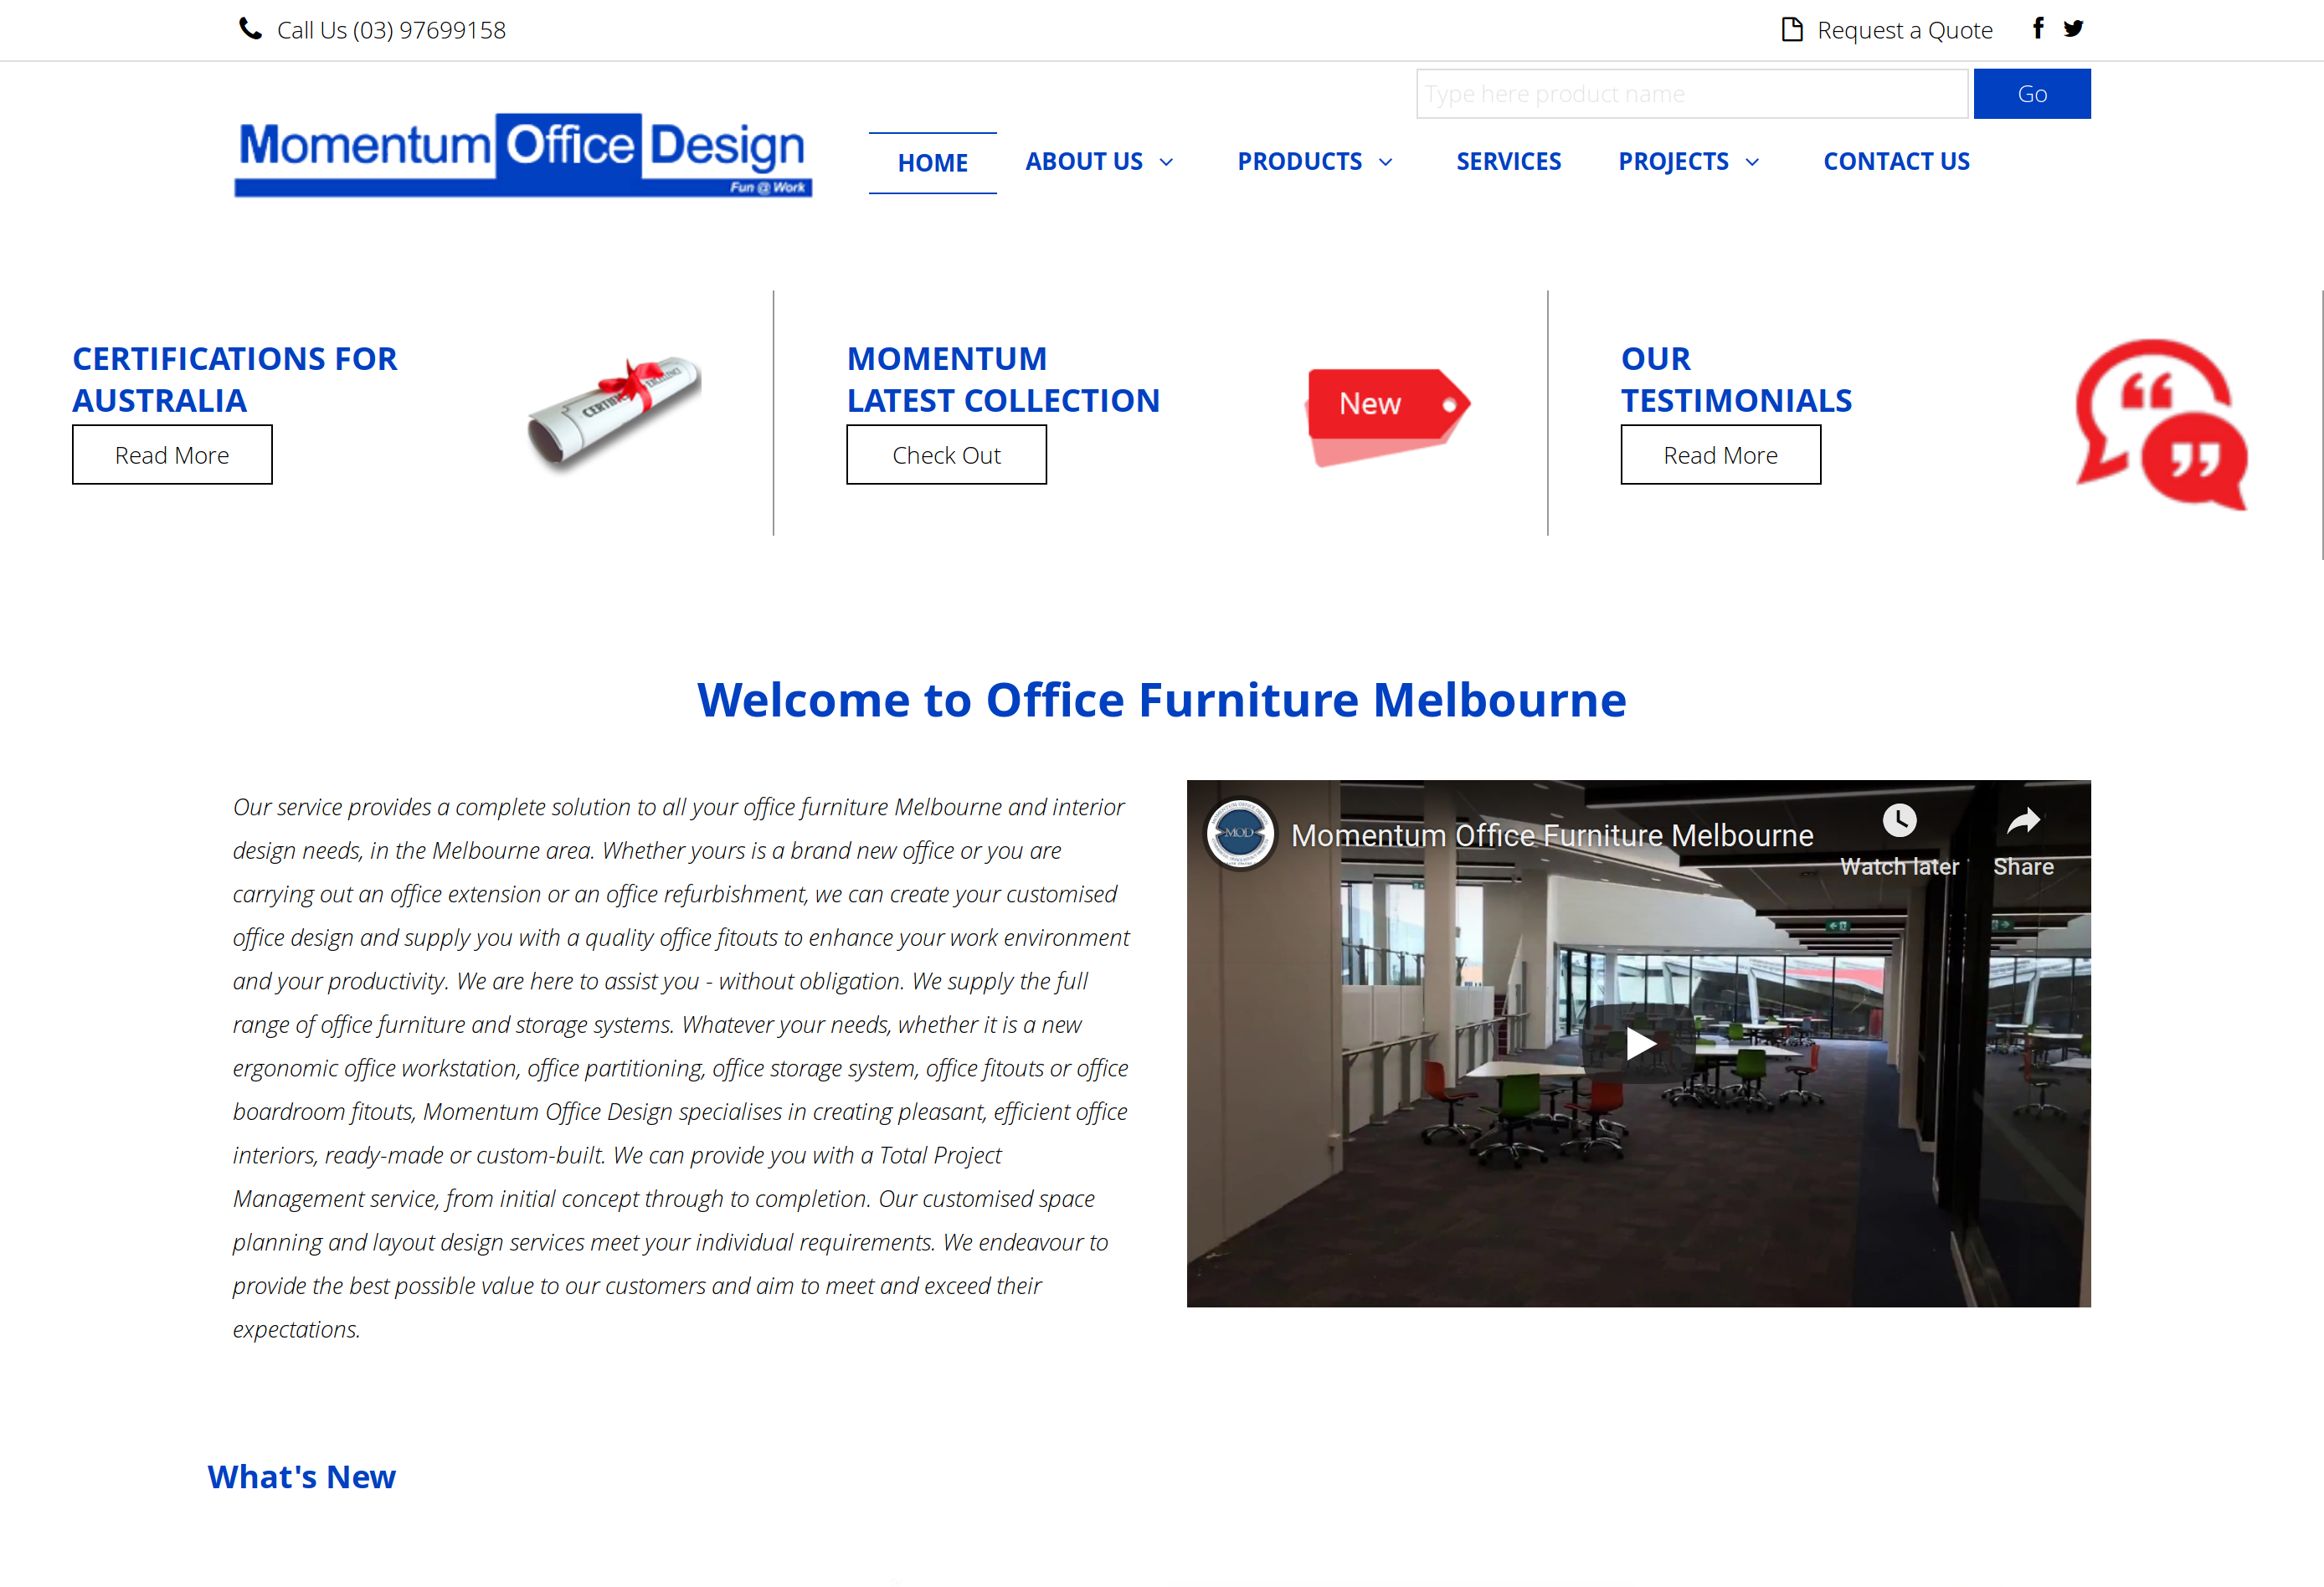 Call Us (03) 97699158
Request a Quote
Type here product name
Go
Momentum Office Design
Fun @ Work
HOME
ABOUT US
PRODUCTS
SERVICES
PROJECTS
CONTACT US
CERTIFICATIONS FOR
AUSTRALIA
Read More
MOMENTUM
LATEST COLLECTION
Check Out
New
OUR
TESTIMONIALS
Read More
Welcome to Office Furniture Melbourne
Our service provides a complete solution to all your office furniture Melbourne and interior
design needs, in the Melbourne area. Whether yours is a brand new office or you are
carrying out an office extension or an office refurbishment, we can create your customised
office design and supply you with a quality office fitouts to enhance your work environment
and your productivity. We are here to assist you - without obligation. We supply the full
range of office furniture and storage systems. Whatever your needs, whether it is a new
ergonomic office workstation, office partitioning, office storage system, office fitouts or office
boardroom fitouts, Momentum Office Design specialises in creating pleasant, efficient office
interiors, ready-made or custom-built. We can provide you with a Total Project
Management service, from initial concept through to completion. Our customised space
planning and layout design services meet your individual requirements. We endeavour to
provide the best possible value to our customers and aim to meet and exceed their
expectations.
MOD
Momentum Office Furniture Melbourne
Watch later
Share
What's New